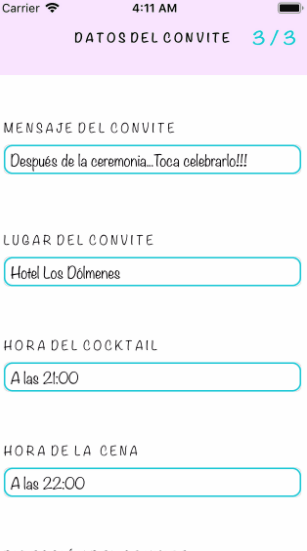 Carrier 4:11 AM
DATOS DEL CONVITE 3/3
MENSAJE DEL CONVITE
Después de la ceremonia...Toca celebrarlo!!!
LUGAR DEL CONVITE
Hotel Los Dólmenes
HORA DEL COCKTAIL
A las 21:00
HORA DE LA CENA
A las 22:00